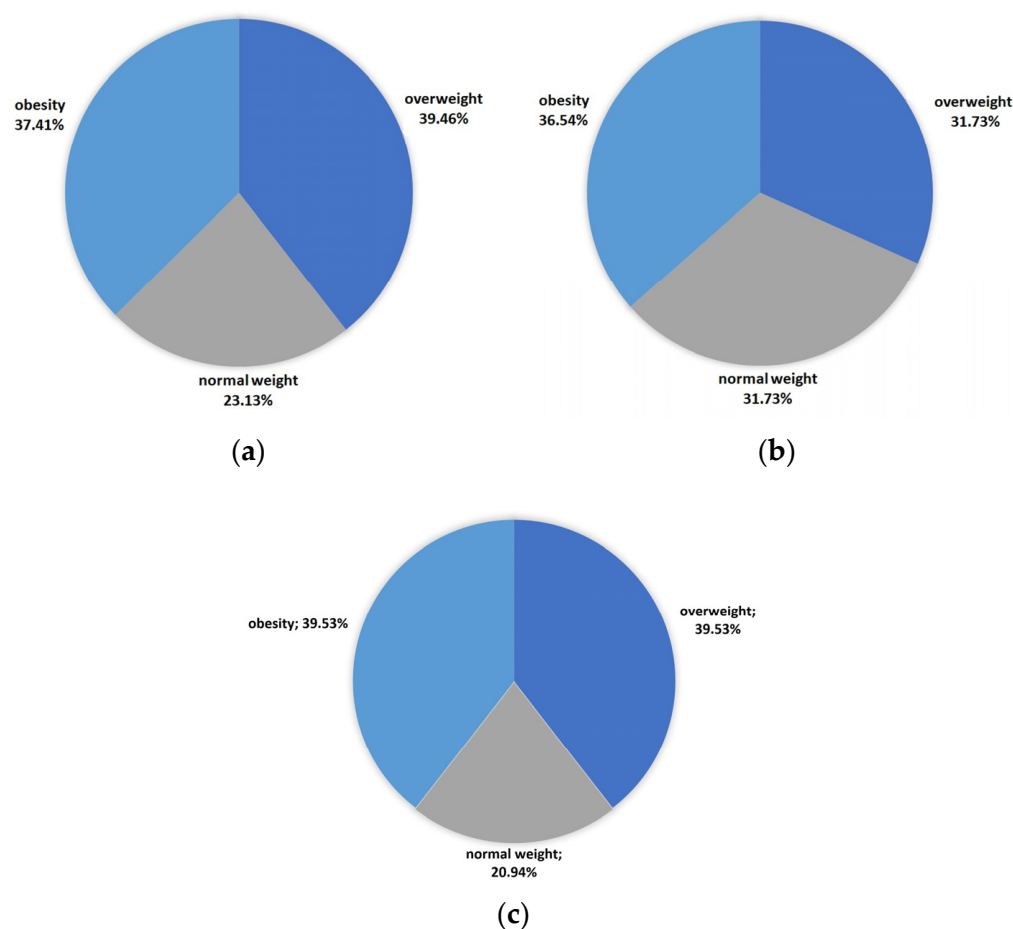 obesity
37.41%
overweight
39.46%
normal weight
23.13%
(a)
obesity
36.54%
overweight
31.73%
normal weight
31.73%
(b)
obesity; 39.53%
overweight;
39.53%
normal weight;
20.94%
(c)